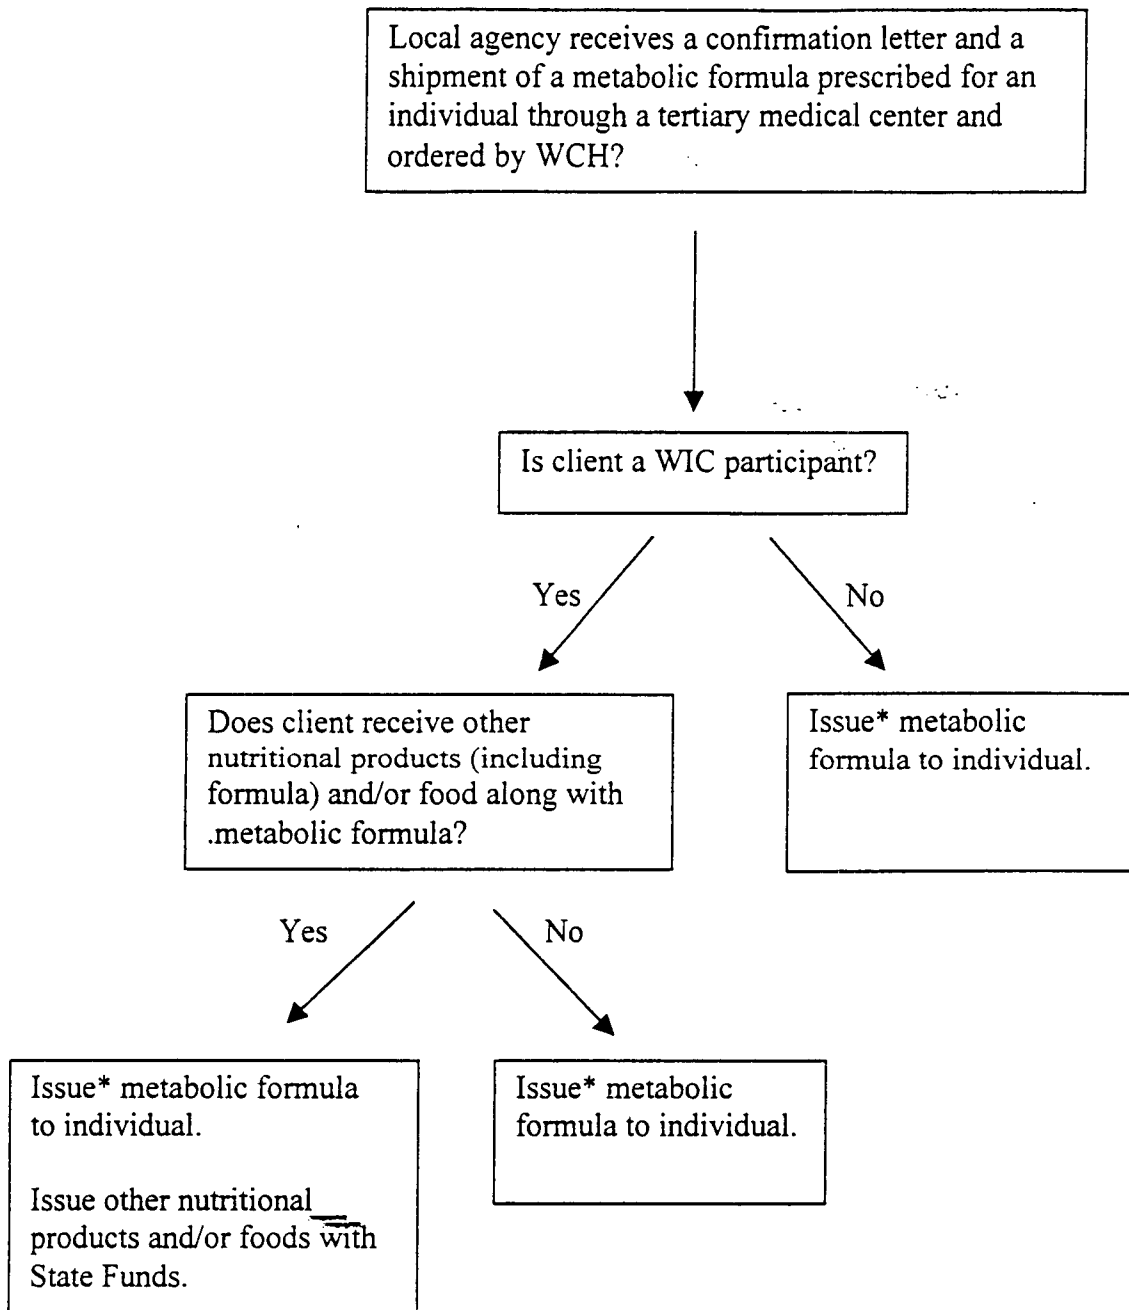 Local agency receives a confirmation letter and a
shipment of a metabolic formula prescribed for an
individual through a tertiary medical center and
ordered by WCH?
Is client a WIC participant?
Yes
No
Does client receive other
nutritional products (including
formula) and/or food along with
.metabolic formula?
Issue* metabolic
formula to individual.
Yes
No
Issue* metabolic formula
to individual.
Issue other nutritional
products and/or foods with
State Funds.
Issue* metabolic
formula to individual.